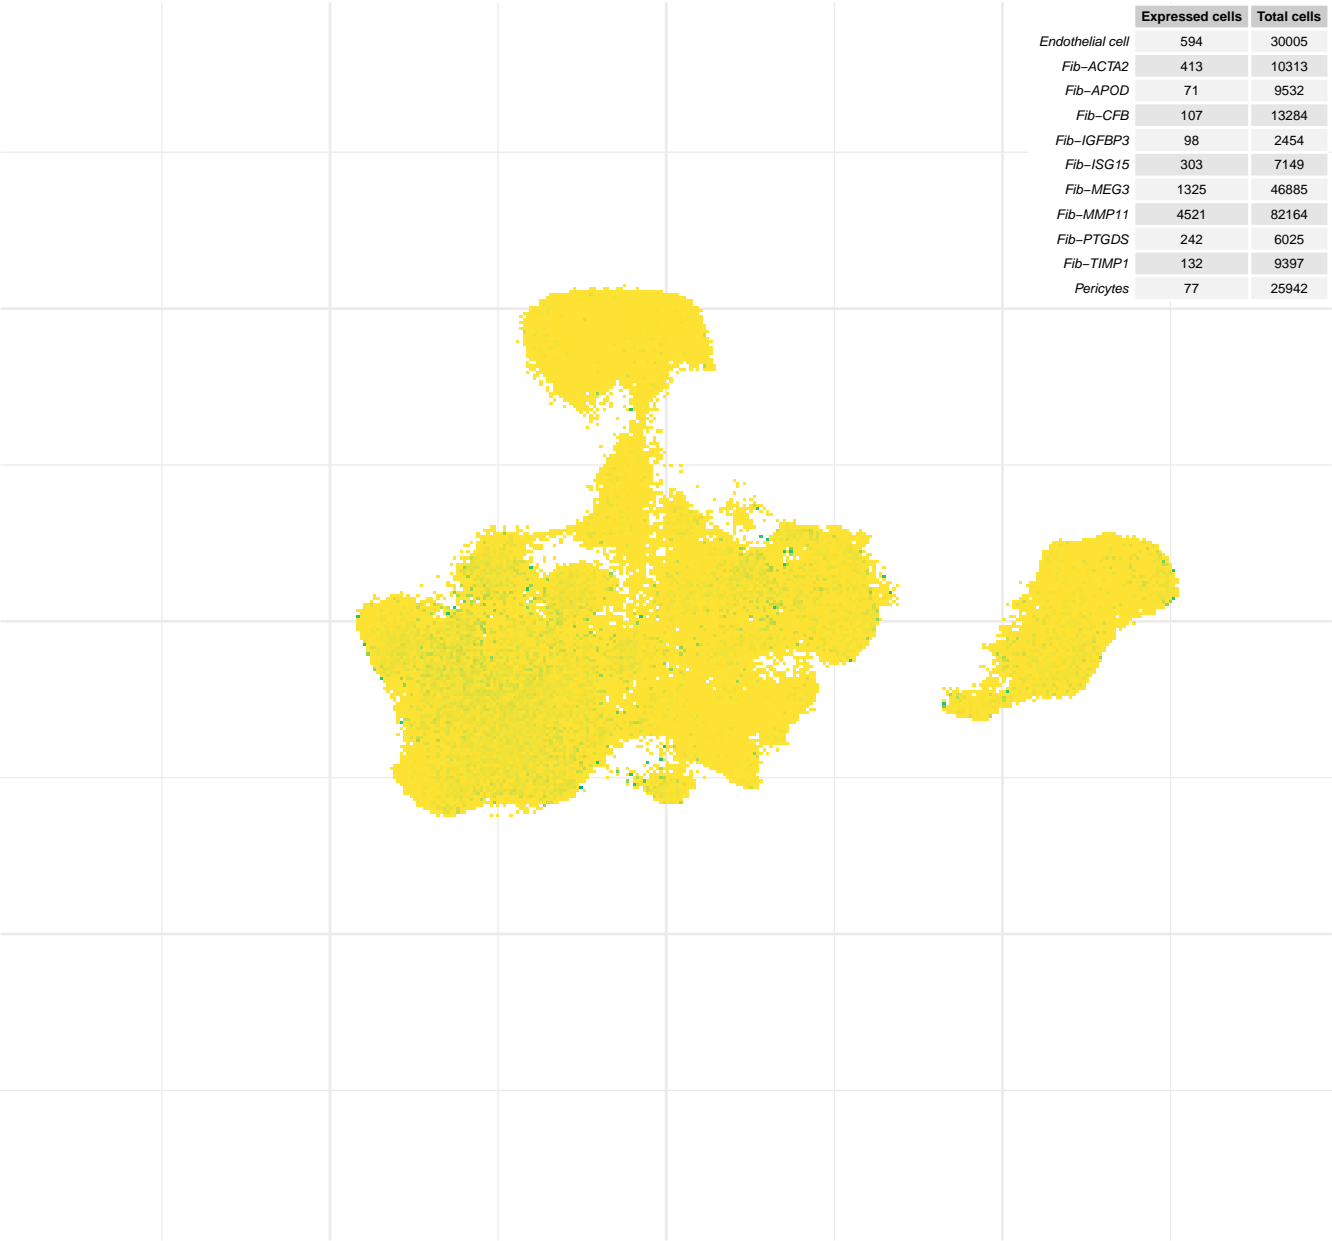 Expressed cells Total cells
Endothelial cell 594 30005
Fib−ACTA2 413 10313
Fib−APOD 71 9532
Fib−CFB 107 13284
Fib−IGFBP3 98 2454
Fib−ISG15 303 7149
Fib−MEG3 1325 46885
Fib−MMP11 4521 82164
Fib−PTGDS 242 6025
Fib−TIMP1 132 9397
Pericytes 77 25942